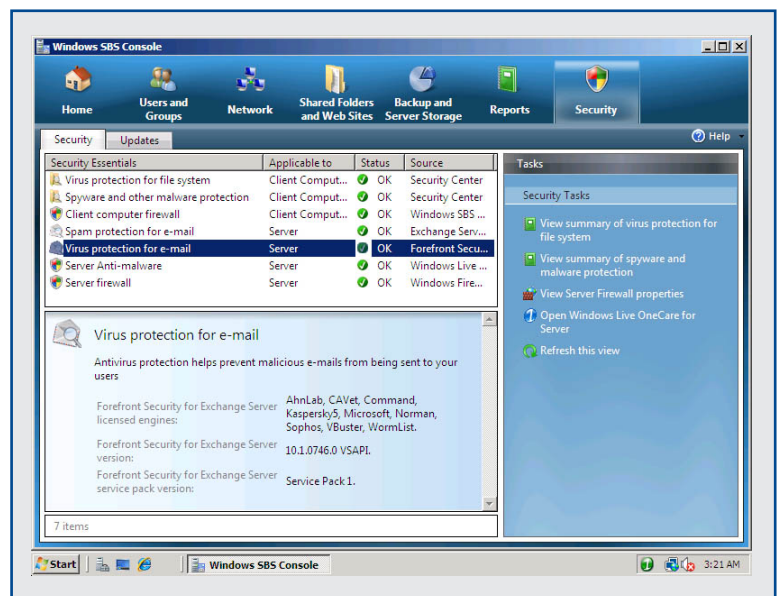 Windows SBS Console
Home
Users and
Groups
Network
Shared Folders
and Web Sites
Backup and
Server Storage
Reports
Security
Security
Updates
Help
Security Essentials Applicable to Status Source
Virus protection for file system Client Comput... OK Security Center
Spyware and other malware protection Client Comput... OK Security Center
Client computer firewall Client Comput... OK Windows SBS ...
Spam protection for e-mail Server OK Exchange Serv...
Virus protection for e-mail Server OK Forefront Secu...
Server Anti-malware Server OK Windows Live ...
Server firewall Server OK Windows Fire...
Virus protection for e-mail
Antivirus protection helps prevent malicious e-mails from being sent to your
users
Forefront Security for Exchange Server
licensed engines:
AhnLab, CAVet, Command,
Kaspersky5, Microsoft, Norman,
Sophos, VBuster, WormList.
Forefront Security for Exchange Server
version:
10.1.0746.0 VSAPI.
Forefront Security for Exchange Server
service pack version:
Service Pack 1.
7 items
Tasks
Security Tasks
View summary of virus protection for
file system
View summary of spyware and
malware protection
View Server Firewall properties
Open Windows Live OneCare for
Server
Refresh this view
Start
Windows SBS Console
3:21 AM